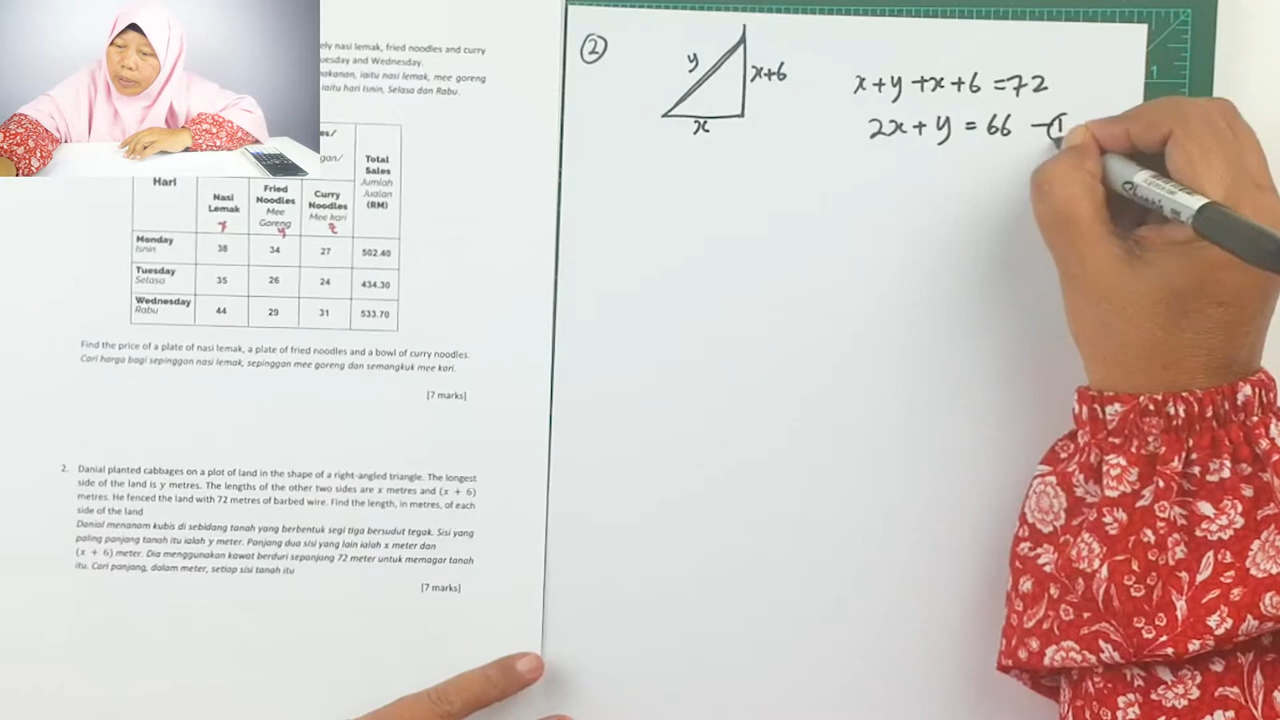 ely nasi lemak, fried noodles and curry
uesday and Wednesday.
nakanan, iaitu nasi lemak, mee goreng
iaitu hari Isnin, Selasa dan Rabu.
es/
gan/
Hari
Nasi Lemak
Fried Noodles
Mee Goreng
Curry Noodles
Mee kari
Total Sales
Jumlah Jualan
(RM)
y z
Monday 38 34 27 502.40
Isnin
Tuesday 35 26 24 434.30
Selasa
Wednesday 44 29 31 533.70
Rabu
Find the price of a plate of nasi lemak, a plate of fried noodles and a bowl of curry noodles.
Cari harga bagi sepinggan nasi lemak, sepinggan mee goreng dan semangkuk mee kari.
[7 marks]
2. Danial planted cabbages on a plot of land in the shape of a right-angled triangle. The longest
side of the land is y metres. The lengths of the other two sides are x metres and (x + 6)
metres. He fenced the land with 72 metres of barbed wire. Find the length, in metres, of each
side of the land
Danial menanam kubis di sebidang tanah yang berbentuk segi tiga bersudut tegak. Sisi yang
paling panjang tanah itu ialah y meter. Panjang dua sisi yang lain ialah x meter dan
(x + 6) meter. Dia menggunakan kawat berduri sepanjang 72 meter untuk memagar tanah
itu. Cari panjang, dalam meter, setiap sisi tanah itu
[7 marks]
2
y
x+6
x
x+y+x+6=72
2x+y=66 -(1
1
Sharpie